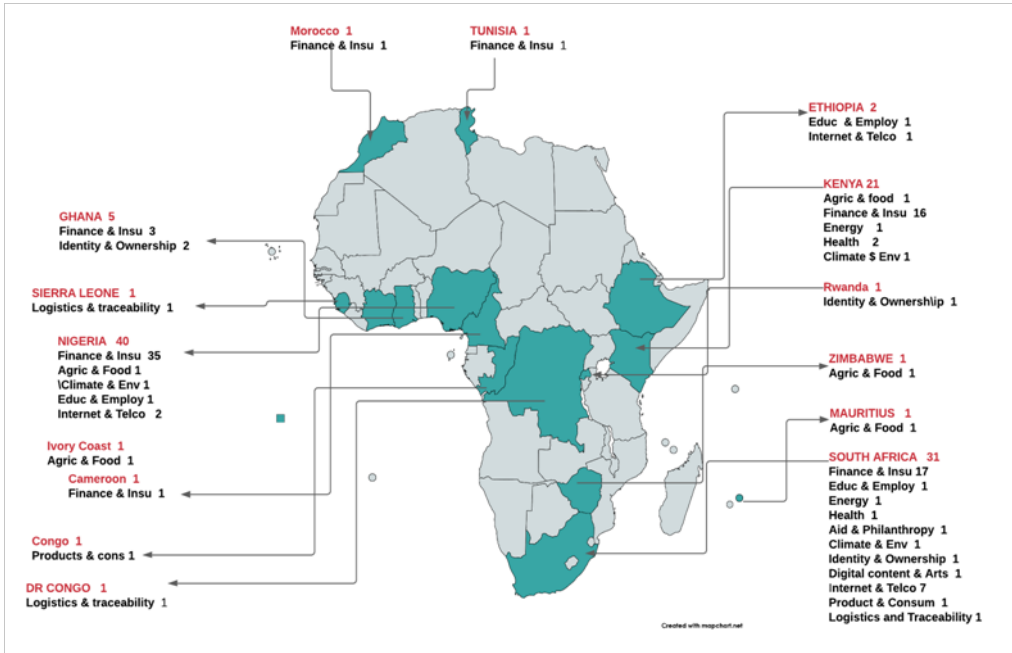 Morocco 1
Finance & Insu 1
TUNISIA 1
Finance & Insu 1
ETHIOPIA 2
Educ & Employ 1
Internet & Telco 1
KENYA 21
Agric & food 1
Finance & Insu 16
Energy 1
Health 2
Climate $ Env 1
Rwanda 1
Identity & Ownersh\ip 1
ZIMBABWE 1
Agric & Food 1
MAURITIUS 1
Agric & Food 1
SOUTH AFRICA 31
Finance & Insu 17
Educ & Employ 1
Energy 1
Health 1
Aid & Philanthropy 1
Climate & Env 1
Identity & Ownership 1
Digital content & Arts 1
Internet & Telco 7
Product & Consum 1
Logistics and Traceability 1
GHANA 5
Finance & Insu 3
Identity & Ownership 2
SIERRA LEONE 1
Logistics & traceability 1
NIGERIA 40
Finance & Insu 35
Agric & Food 1
\Climate & Env 1
Educ & Employ 1
Internet & Telco 2
Ivory Coast 1
Agric & Food 1
Cameroon 1
Finance & Insu 1
Congo 1
Products & cons 1
DR CONGO 1
Logistics & traceability 1
Created with mapchart.net